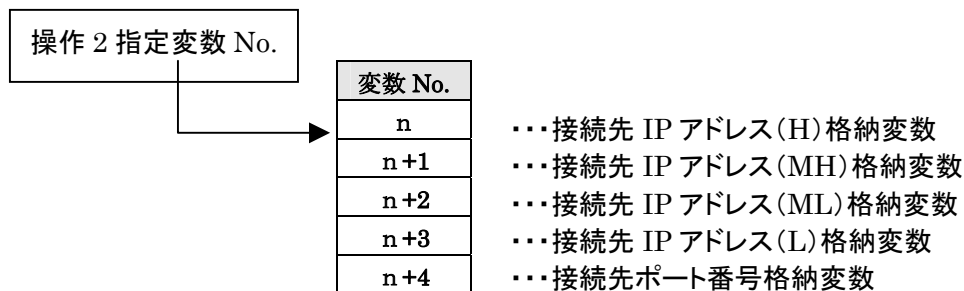 操作 2 指定変数 No.
変数 No.
n ・・・接続先 IP アドレス(H)格納変数
n+1 ・・・接続先 IP アドレス(MH)格納変数
n+2 ・・・接続先 IP アドレス(ML)格納変数
n+3 ・・・接続先 IP アドレス(L)格納変数
n+4 ・・・接続先ポート番号格納変数